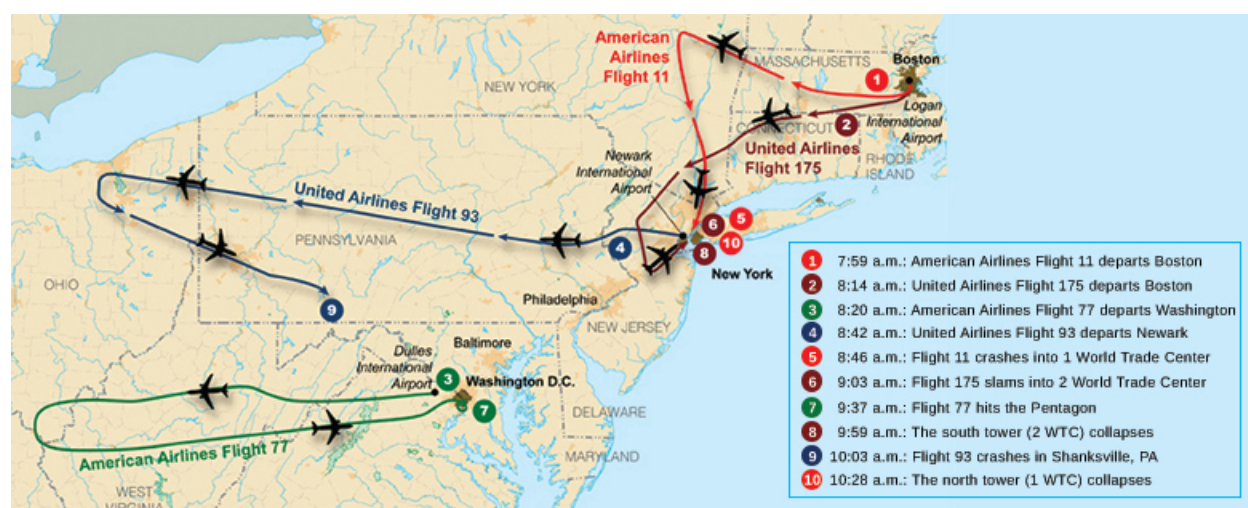 American
Airlines
Flight 11
MASSACHUSETTS
Boston
1
NEW YORK
Logan
International
Airport
CONNECTICUT
2
United Airlines
Flight 175
RHODE
ISLAND
Newark
International
Airport
United Airlines Flight 93
PENNSYLVANIA
4
6
5
8
10
New York
OHIO
9
Philadelphia
NEW JERSEY
Baltimore
Dulles
International
Airport
3
Washington D.C.
7
DELAWARE
MARYLAND
American Airlines Flight 77
WEST
VIRGINIA
1 7:59 a.m.: American Airlines Flight 11 departs Boston
2 8:14 a.m.: United Airlines Flight 175 departs Boston
3 8:20 a.m.: American Airlines Flight 77 departs Washington
4 8:42 a.m.: United Airlines Flight 93 departs Newark
5 8:46 a.m.: Flight 11 crashes into 1 World Trade Center
6 9:03 a.m.: Flight 175 slams into 2 World Trade Center
7 9:37 a.m.: Flight 77 hits the Pentagon
8 9:59 a.m.: The south tower (2 WTC) collapses
9 10:03 a.m.: Flight 93 crashes in Shanksville, PA
10 10:28 a.m.: The north tower (1 WTC) collapses